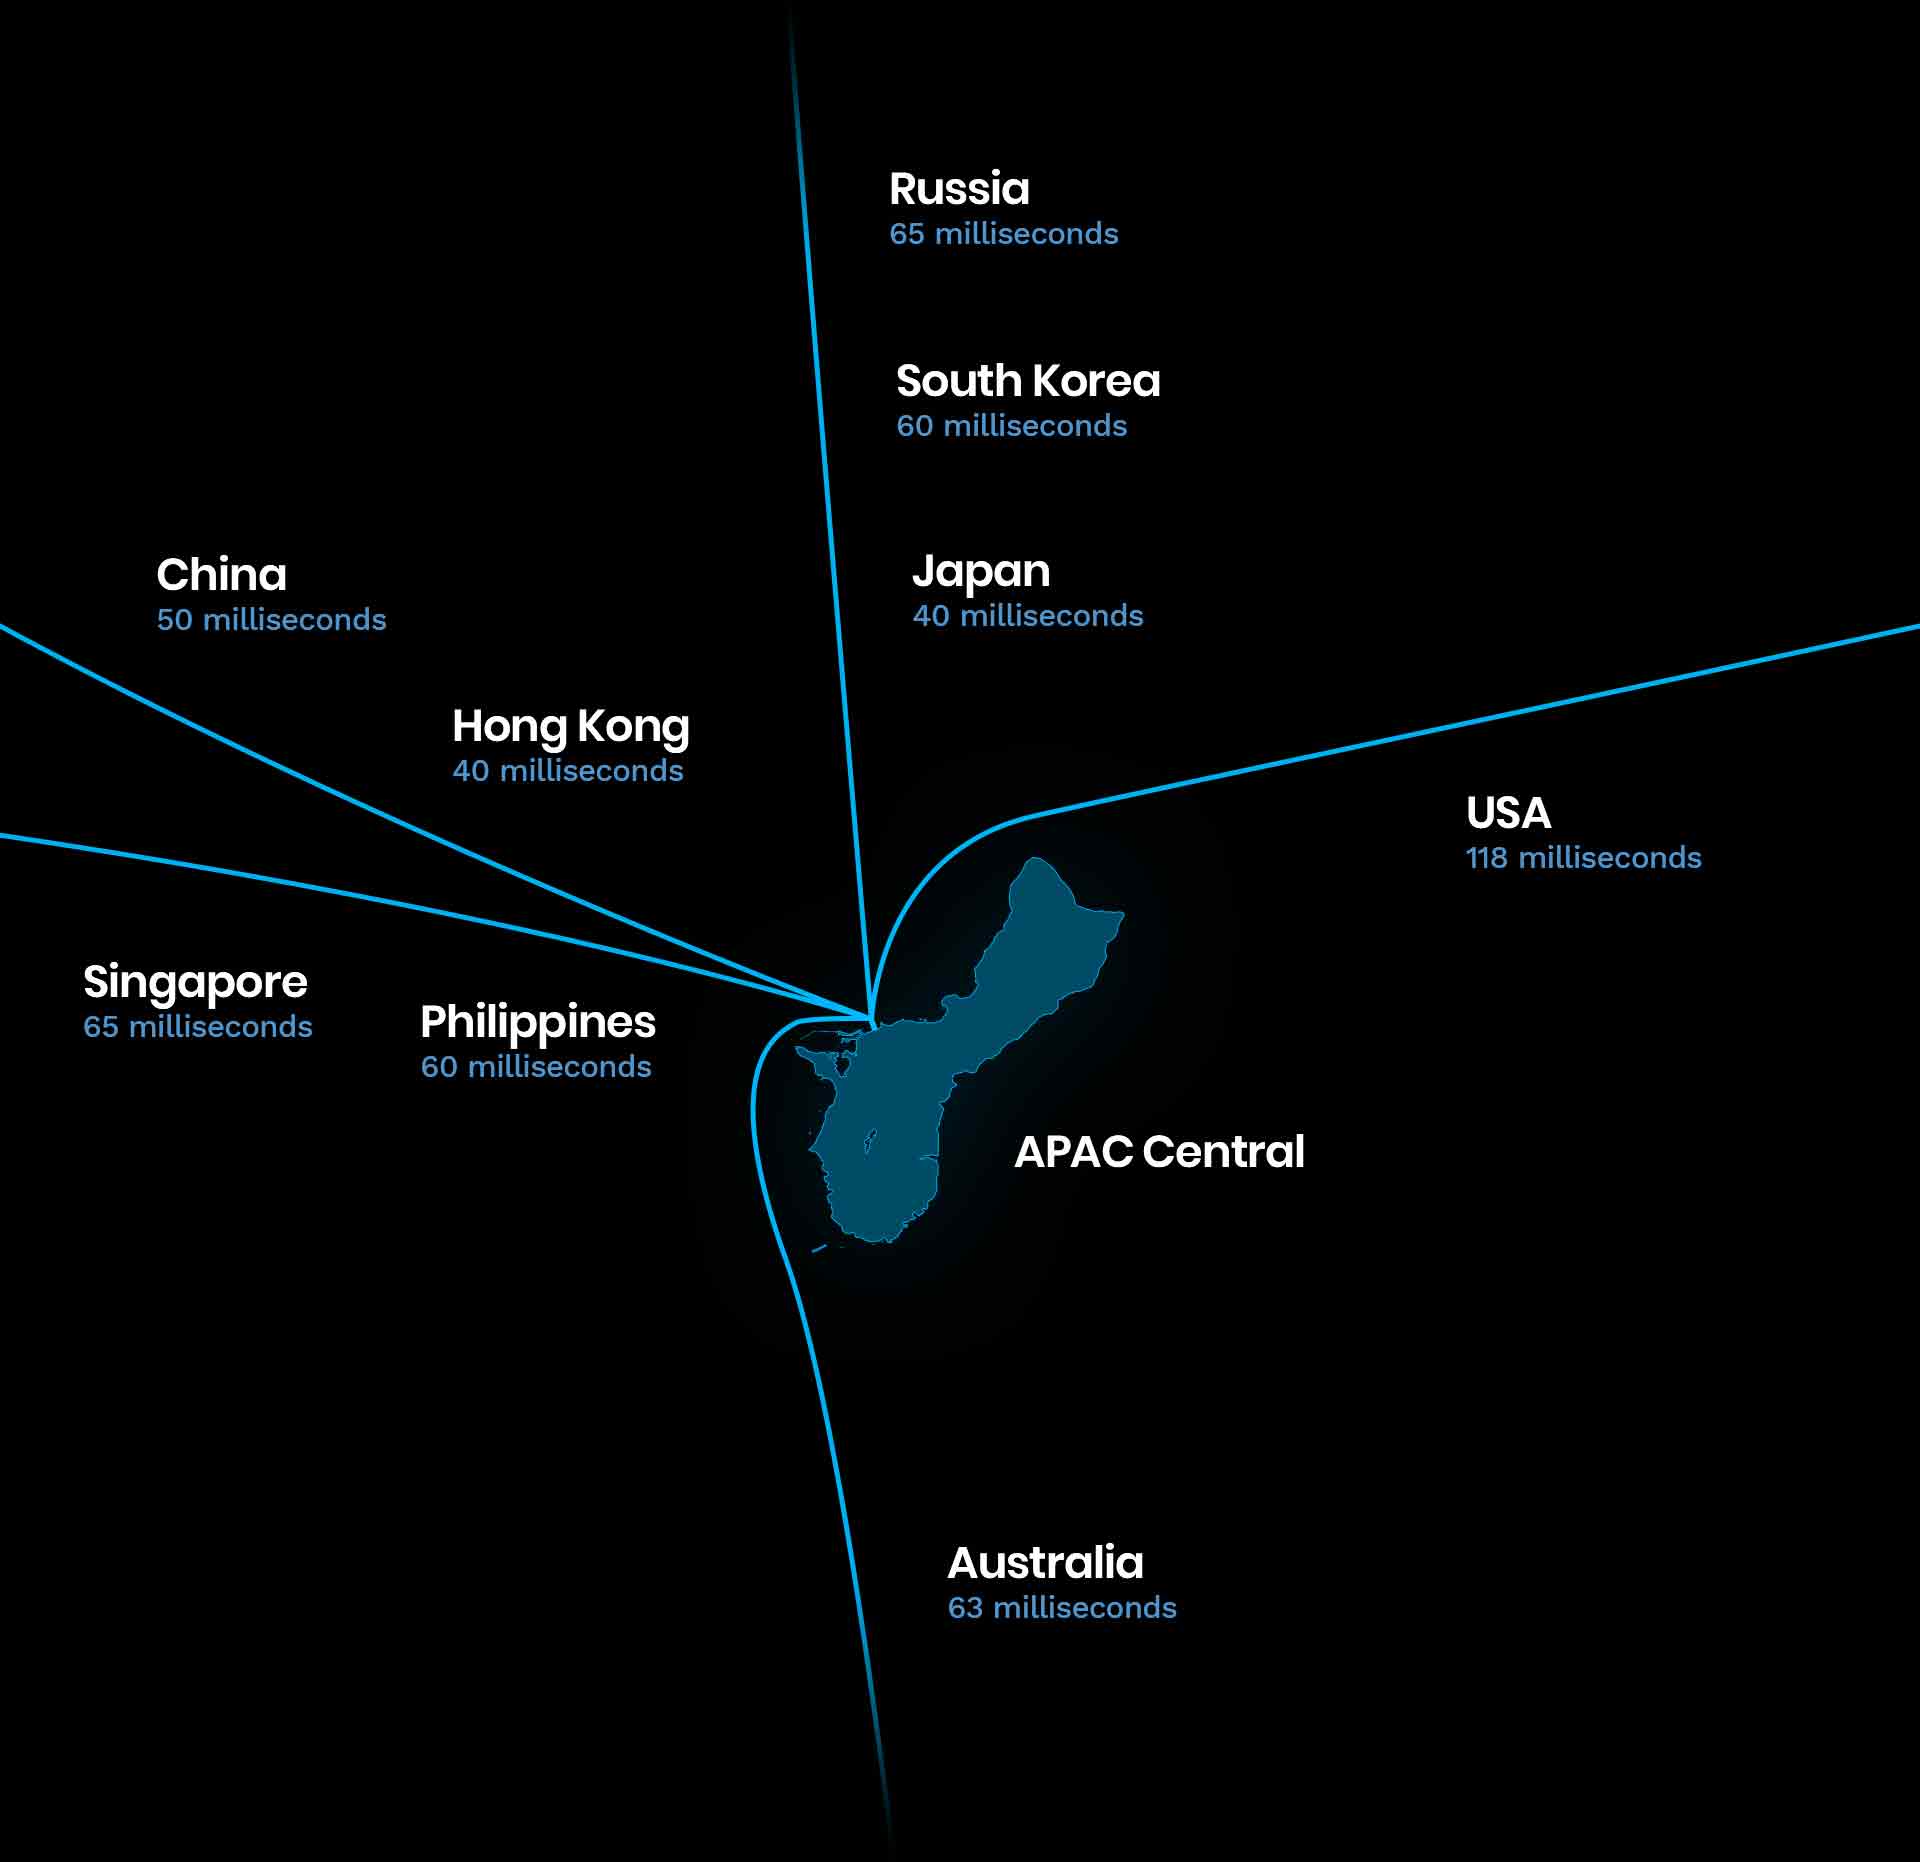 Russia
65 milliseconds
South Korea
60 milliseconds
China
50 milliseconds
Japan
40 milliseconds
Hong Kong
40 milliseconds
USA
118 milliseconds
Singapore
65 milliseconds
Philippines
60 milliseconds
APAC Central
Australia
63 milliseconds